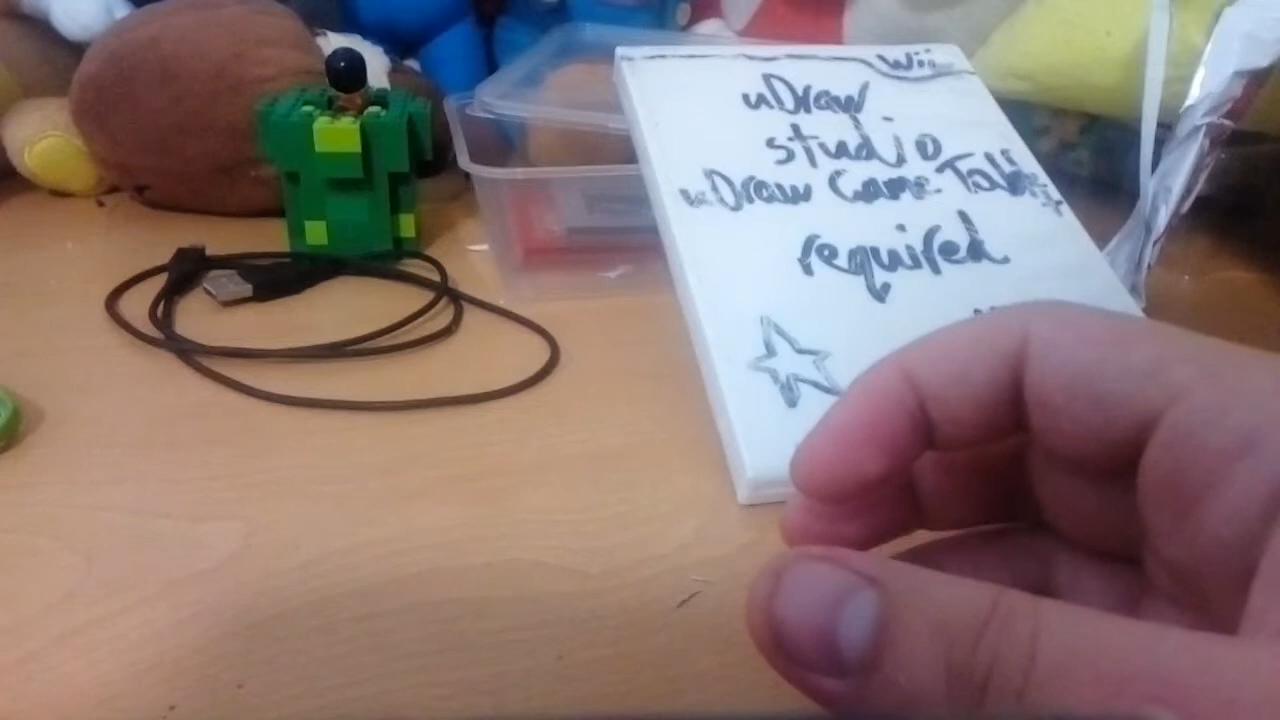 Wii
uDraw
studio
uDraw Game Tablet
required